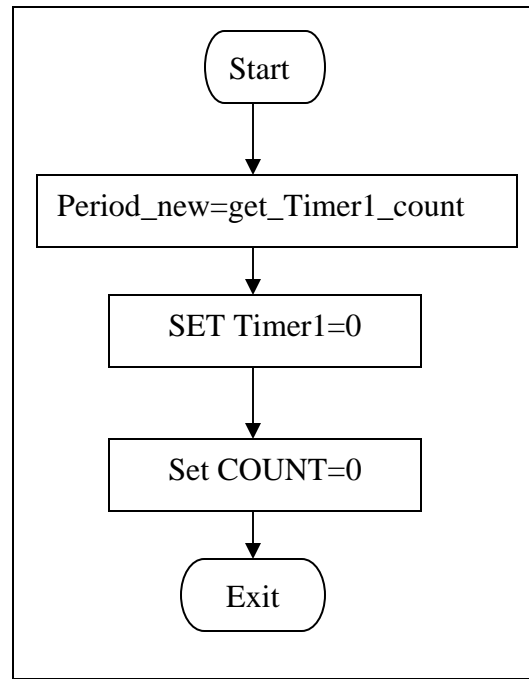 Start
Period_new=get_Timer1_count
SET Timer1=0
Set COUNT=0
Exit